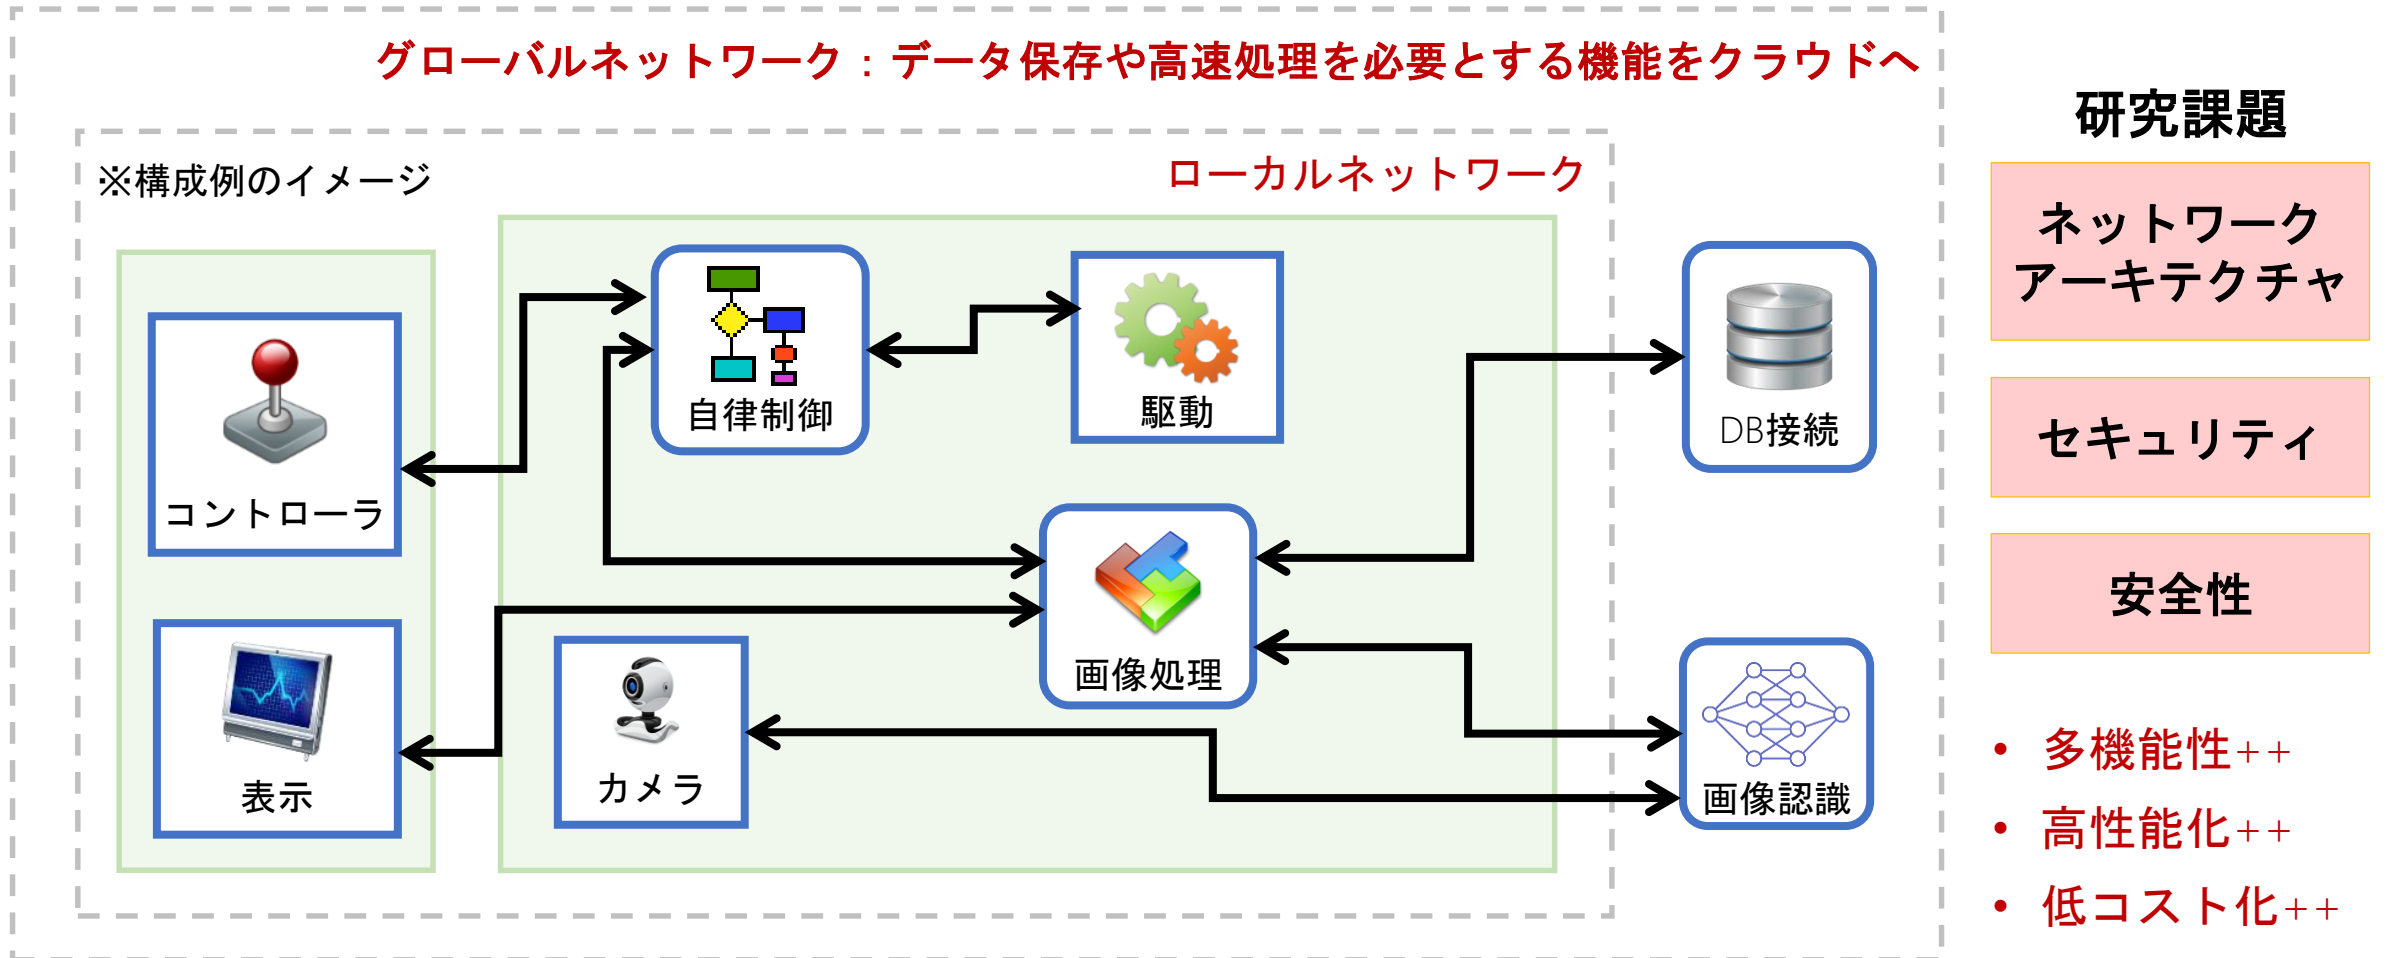 グローバルネットワーク：データ保存や高速処理を必要とする機能をクラウドへ
※構成例のイメージ
ローカルネットワーク
コントローラ
表示
自律制御
駆動
画像処理
カメラ
DB接続
画像認識
研究課題
ネットワーク
アーキテクチャ
セキュリティ
安全性
• 多機能性++
• 高性能化++
• 低コスト化++